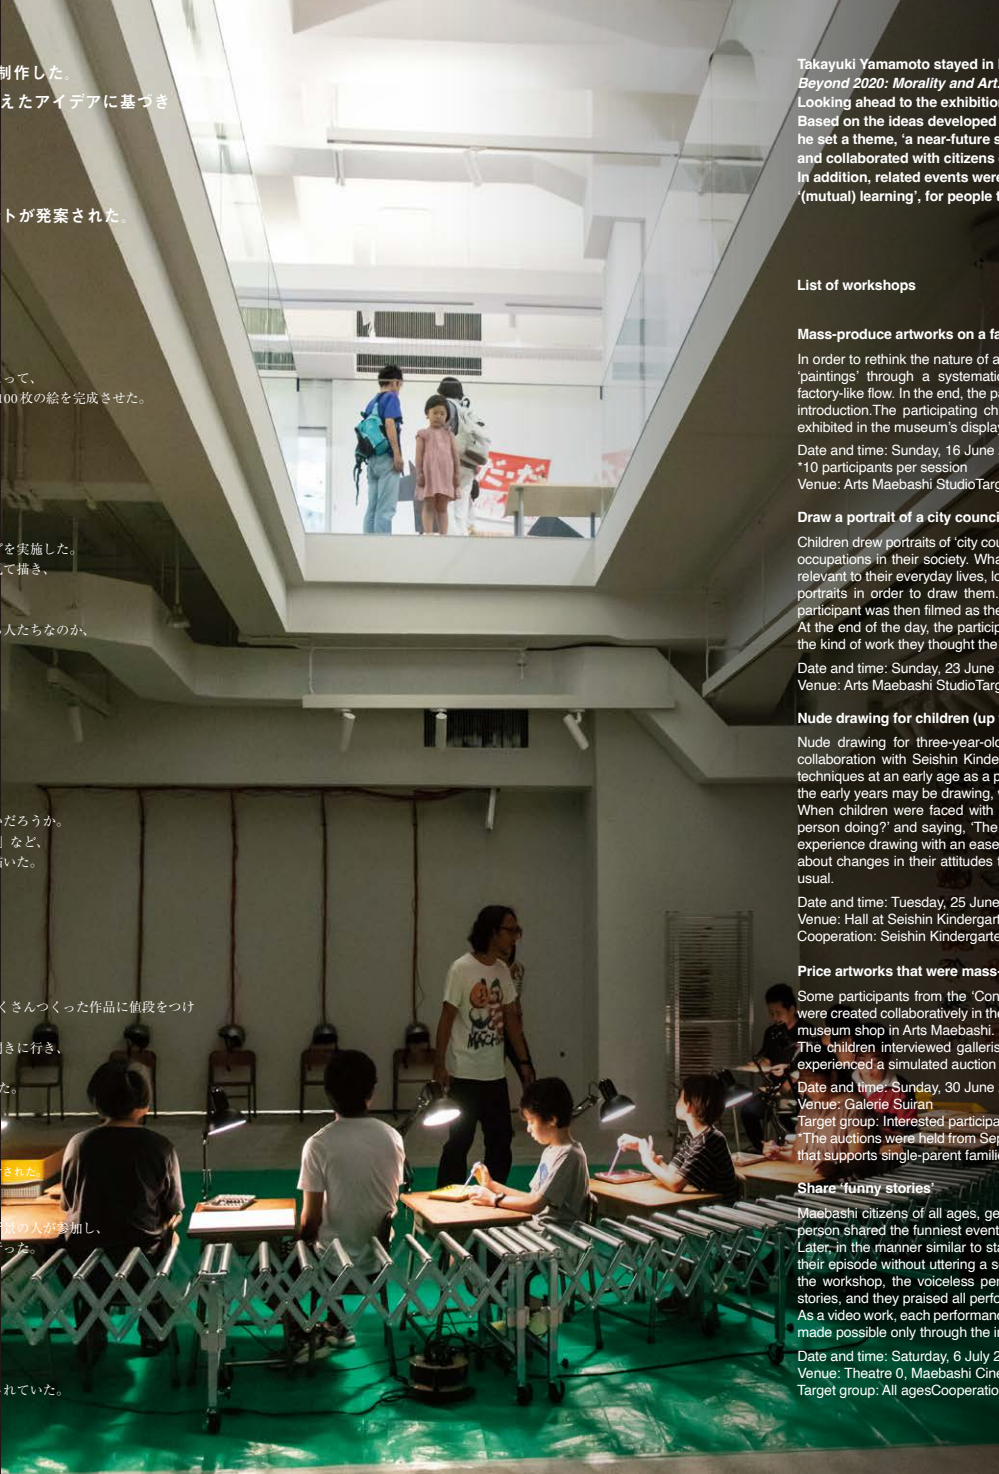 制作した。
えたアイデアに基づき
トが発案された。
って、
100枚の絵を完成させた。
を実施した。
て描き、
人たちなのか、
だろうか。
」など、
いた。
くさんつくった作品に値段をつけ
きに行き、
た。
された。
の人が参加し、
った。
れていた。
だ・だ
MACH
Takayuki Yamamoto stayed in
Beyond 2020: Morality and Art.
Looking ahead to the exhibition
Based on the ideas developed
he set a theme, ‘a near-future s
and collaborated with citizens
In addition, related events were
‘(mutual) learning’, for people t
List of workshops
Mass-produce artworks on a fa
In order to rethink the nature of a
‘paintings’ through a systematic
factory-like flow. In the end, the pa
introduction.The participating ch
exhibited in the museum’s display
Date and time: Sunday, 16 June
*10 participants per session
Venue: Arts Maebashi StudioTarg
Draw a portrait of a city counci
Children drew portraits of ‘city cou
occupations in their society. Wha
relevant to their everyday lives, lo
portraits in order to draw them.
participant was then filmed as the
At the end of the day, the particip
the kind of work they thought the
Date and time: Sunday, 23 June
Venue: Arts Maebashi StudioTarg
Nude drawing for children (up
Nude drawing for three-year-old
collaboration with Seishin Kinder
techniques at an early age as a p
the early years may be drawing, w
When children were faced with
person doing?’ and saying, ‘The
experience drawing with an ease
about changes in their attitudes t
usual.
Date and time: Tuesday, 25 June
Venue: Hall at Seishin Kindergart
Cooperation: Seishin Kindergarte
Price artworks that were mass-
Some participants from the ‘Con
were created collaboratively in the
museum shop in Arts Maebashi.
The children interviewed galleris
experienced a simulated auction
Date and time: Sunday, 30 June
Venue: Galerie Suiran
Target group: Interested participa
*The auctions were held from Sep
that supports single-parent familie
Share ‘funny stories’
Maebashi citizens of all ages, ge
person shared the funniest event
Later, in the manner similar to sta
their episode without uttering a s
the workshop, the voiceless per
stories, and they praised all perfo
As a video work, each performanc
made possible only through the i
Date and time: Saturday, 6 July 2
Venue: Theatre 0, Maebashi Cine
Target group: All agesCooperatio